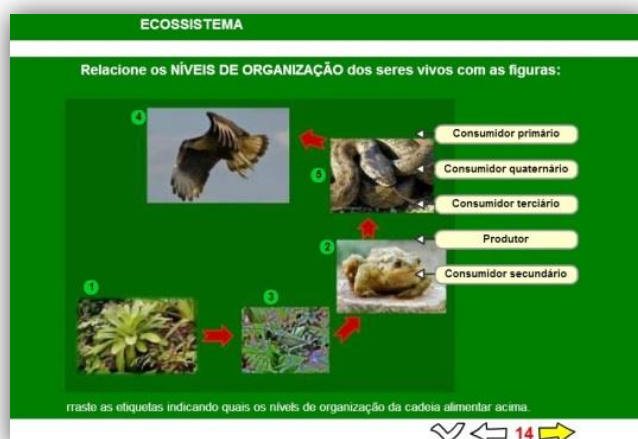 ECOSSISTEMA
Relacione os NÍVEIS DE ORGANIZAÇÃO dos seres vivos com as figuras:
4
Consumidor primário
5
Consumidor quaternário
Consumidor terciário
Produtor
2
Consumidor secundário
1
3
rraste as etiquetas indicando quais os níveis de organização da cadeia alimentar acima.
14